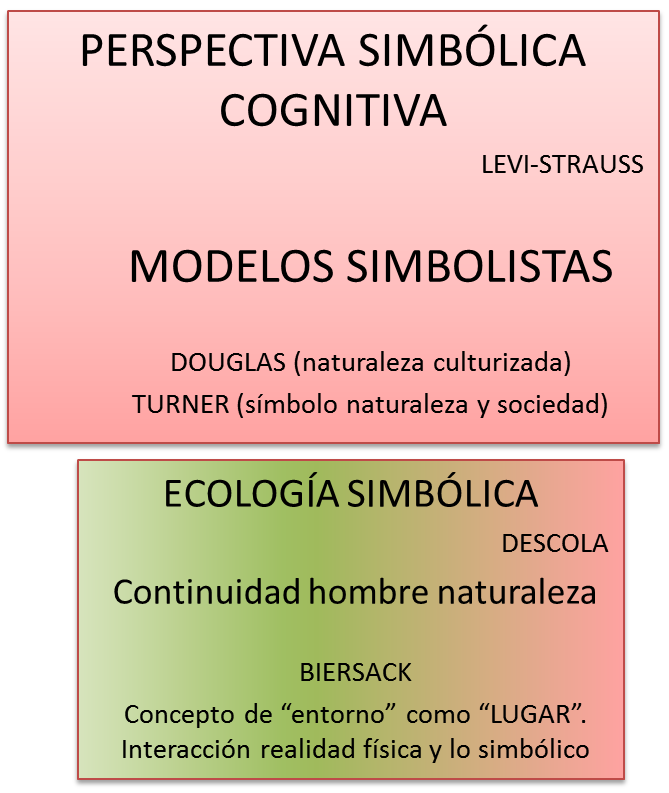 PERSPECTIVA SIMBÓLICA
COGNITIVA
LEVI-STRAUSS
MODELOS SIMBOLISTAS
DOUGLAS (naturaleza culturizada)
TURNER (símbolo naturaleza y sociedad)
ECOLOGÍA SIMBÓLICA
DESCOLA
Continuidad hombre naturaleza
BIERSACK
Concepto de “entorno” como “LUGAR”.
Interacción realidad física y lo simbólico